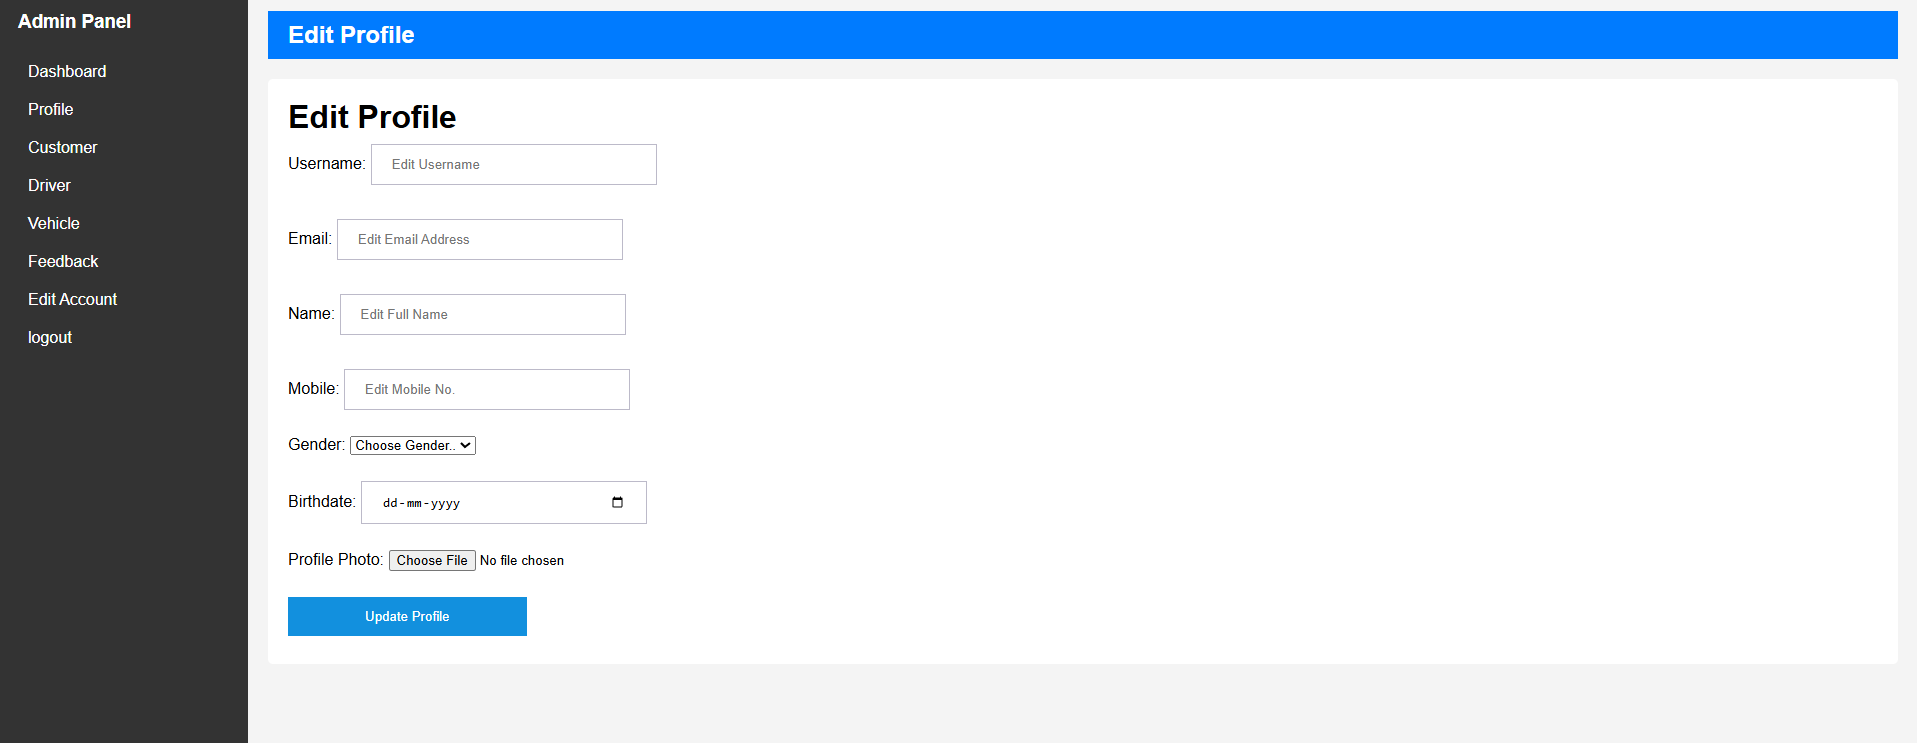 Admin Panel
Dashboard
Profile
Customer
Driver
Vehicle
Feedback
Edit Account
logout
Edit Profile
Edit Profile
Username: Edit Username
Email: Edit Email Address
Name: Edit Full Name
Mobile: Edit Mobile No.
Gender: Choose Gender..
Birthdate: dd-mm-yyyy
Profile Photo: Choose File No file chosen
Update Profile